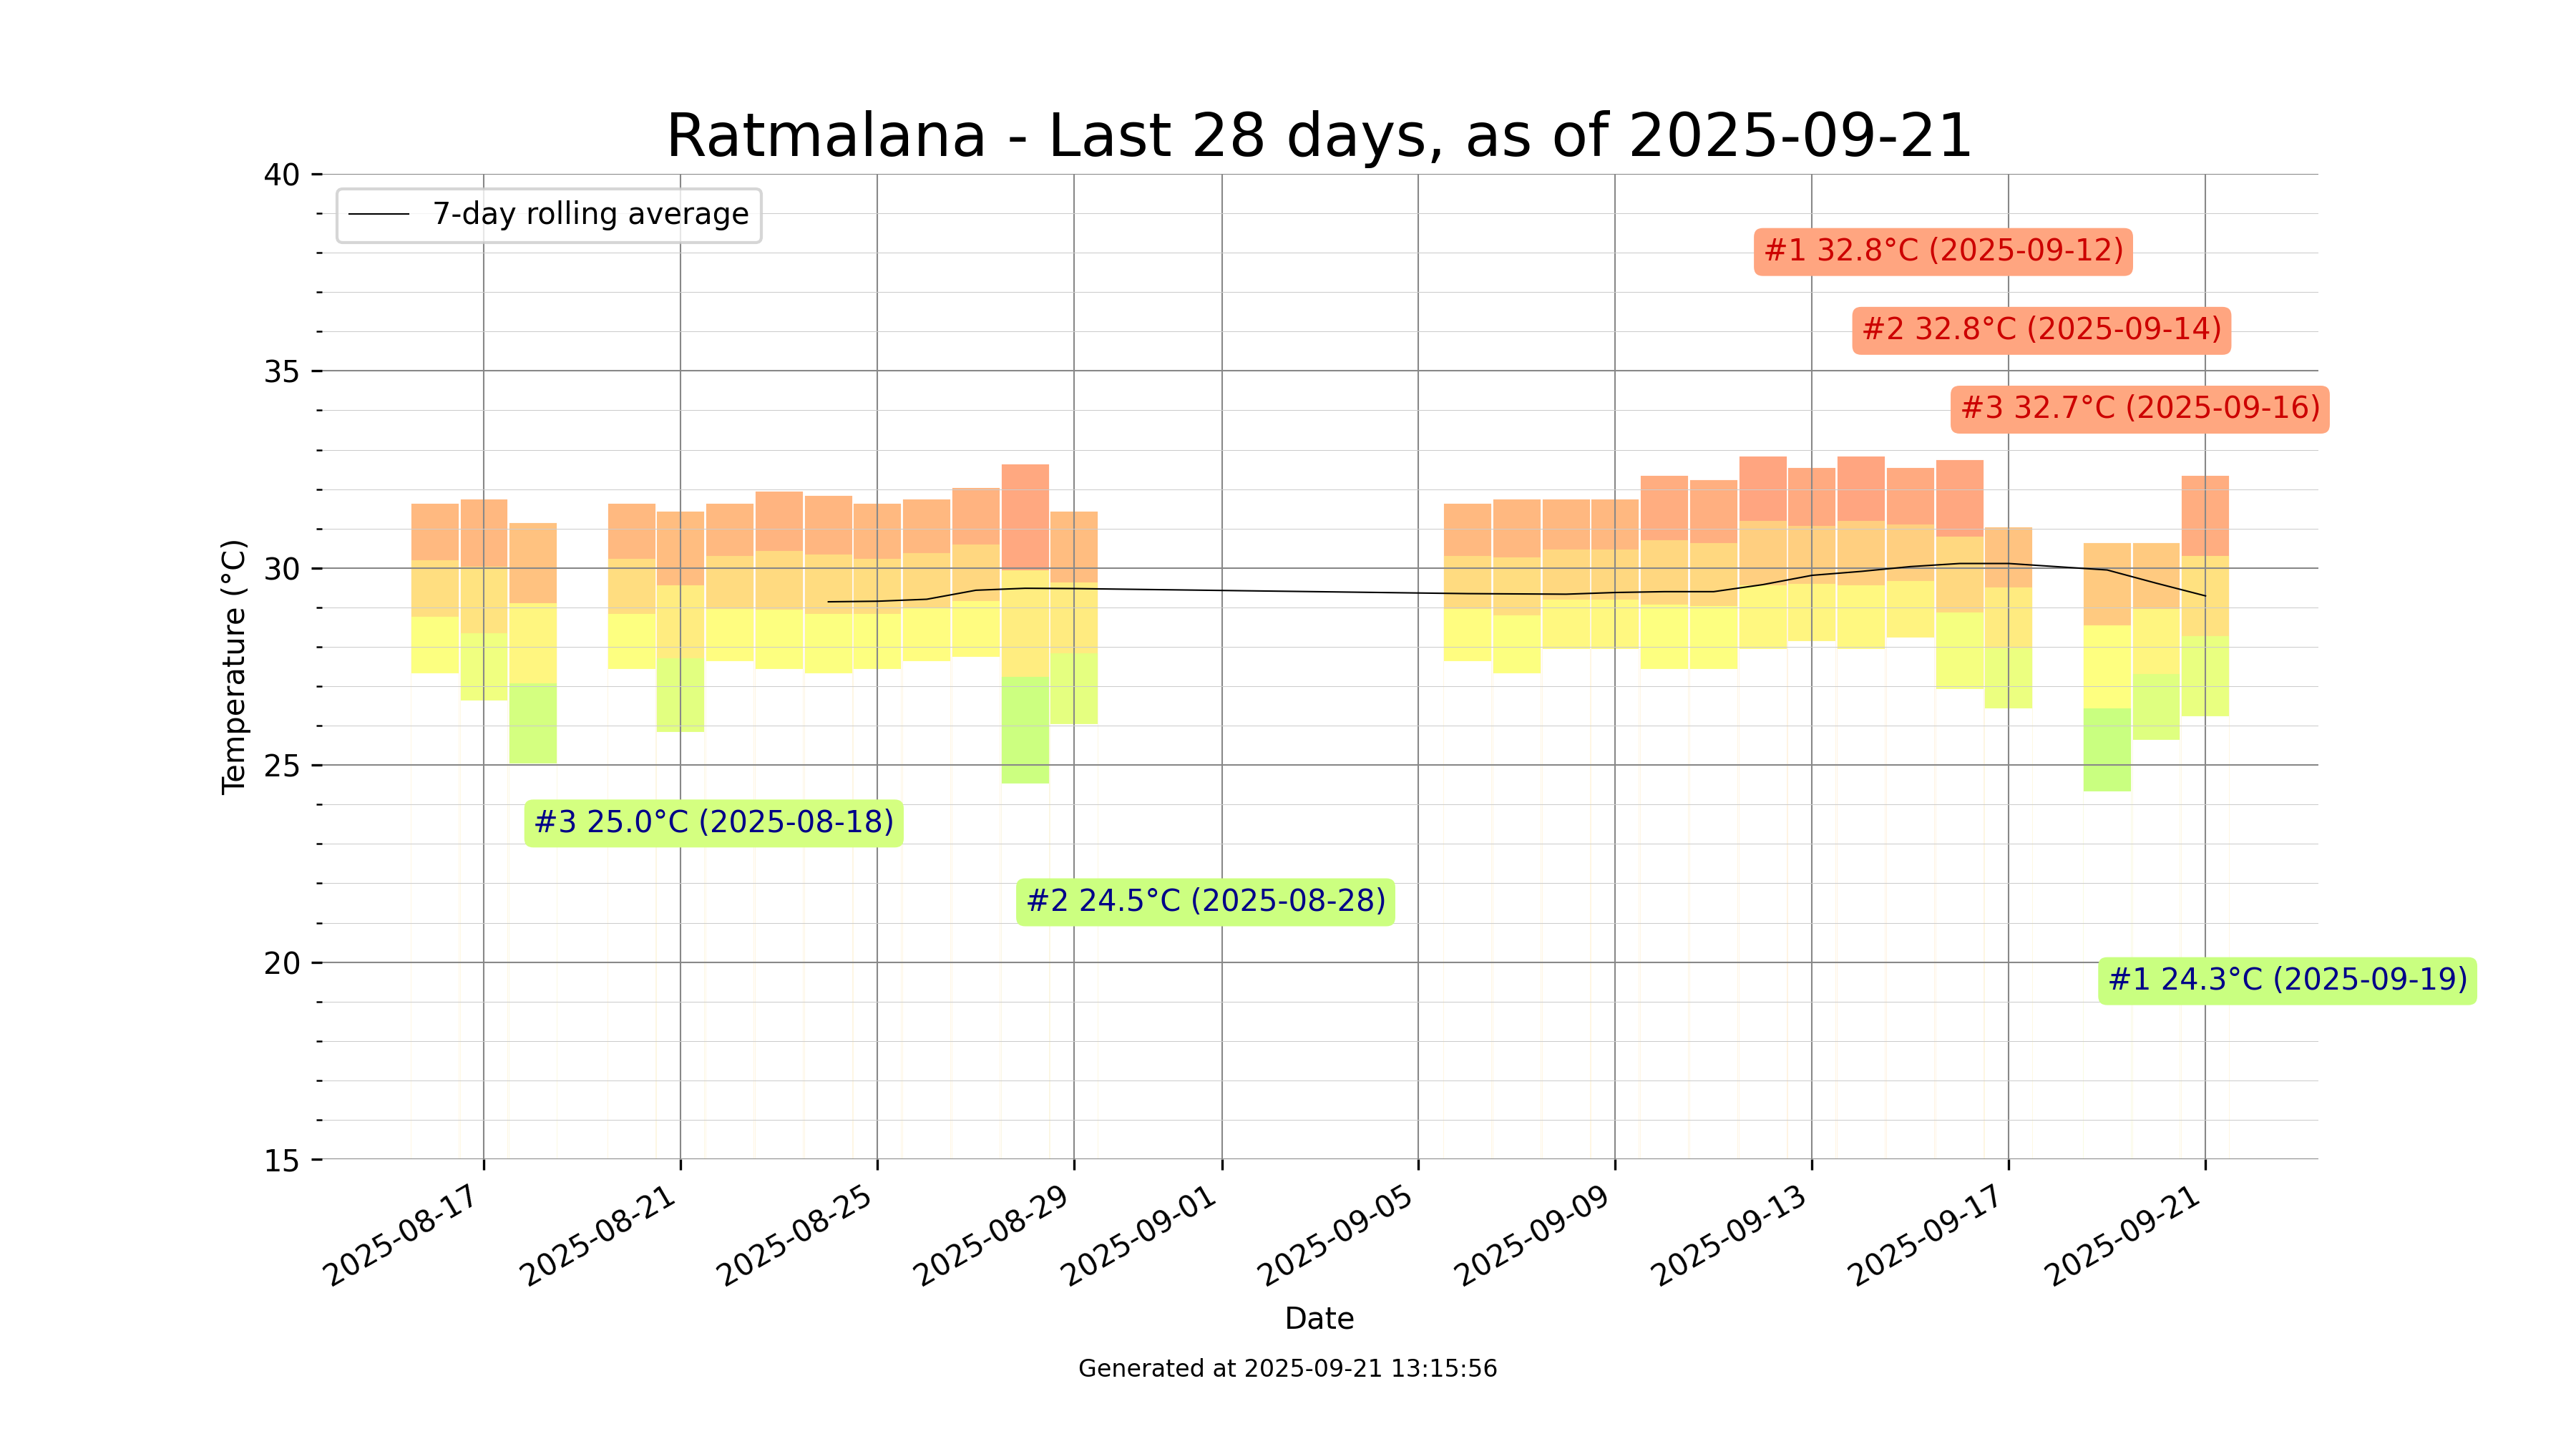 Ratmalana - Last 28 days, as of 2025-09-21
40
7-day rolling average
#1 32.8°C (2025-09-12)
#2 32.8°C (2025-09-14)
35
#3 32.7°C (2025-09-16)
30
Temperature (°C)
25
#3 25.0°C (2025-08-18)
#2 24.5°C (2025-08-28)
20
#1 24.3°C (2025-09-19)
15
2025-08-17
2025-08-21
2025-08-25
2025-08-29
2025-09-01
2025-09-05
2025-09-09
2025-09-13
2025-09-17
2025-09-21
Date
Generated at 2025-09-21 13:15:56